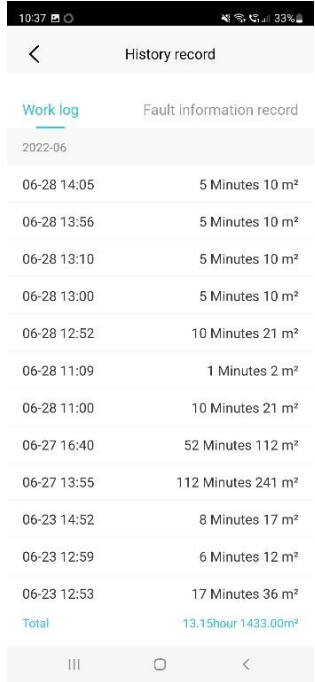 10:37 33%
History record
Work log Fault information record
2022-06
06-28 14:05 5 Minutes 10 m²
06-28 13:56 5 Minutes 10 m²
06-28 13:10 5 Minutes 10 m²
06-28 13:00 5 Minutes 10 m²
06-28 12:52 10 Minutes 21 m²
06-28 11:09 1 Minutes 2 m²
06-28 11:00 10 Minutes 21 m²
06-27 16:40 52 Minutes 112 m²
06-27 13:55 112 Minutes 241 m²
06-23 14:52 8 Minutes 17 m²
06-23 12:59 6 Minutes 12 m²
06-23 12:53 17 Minutes 36 m²
Total 13.15hour 1433.00m²